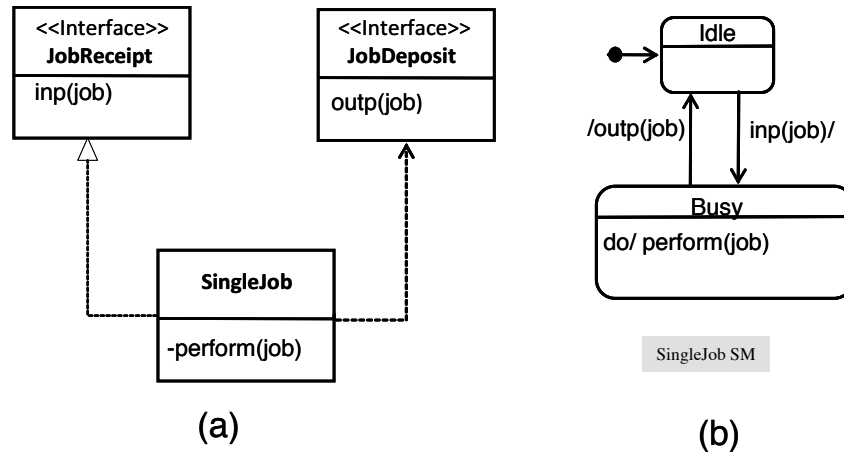 <<Interface>>
JobReceipt
inp(job)
<<Interface>>
JobDeposit
outp(job)
SingleJob
-perform(job)
(a)
Idle
/outp(job)
inp(job)/
Busy
do/ perform(job)
SingleJob SM
(b)